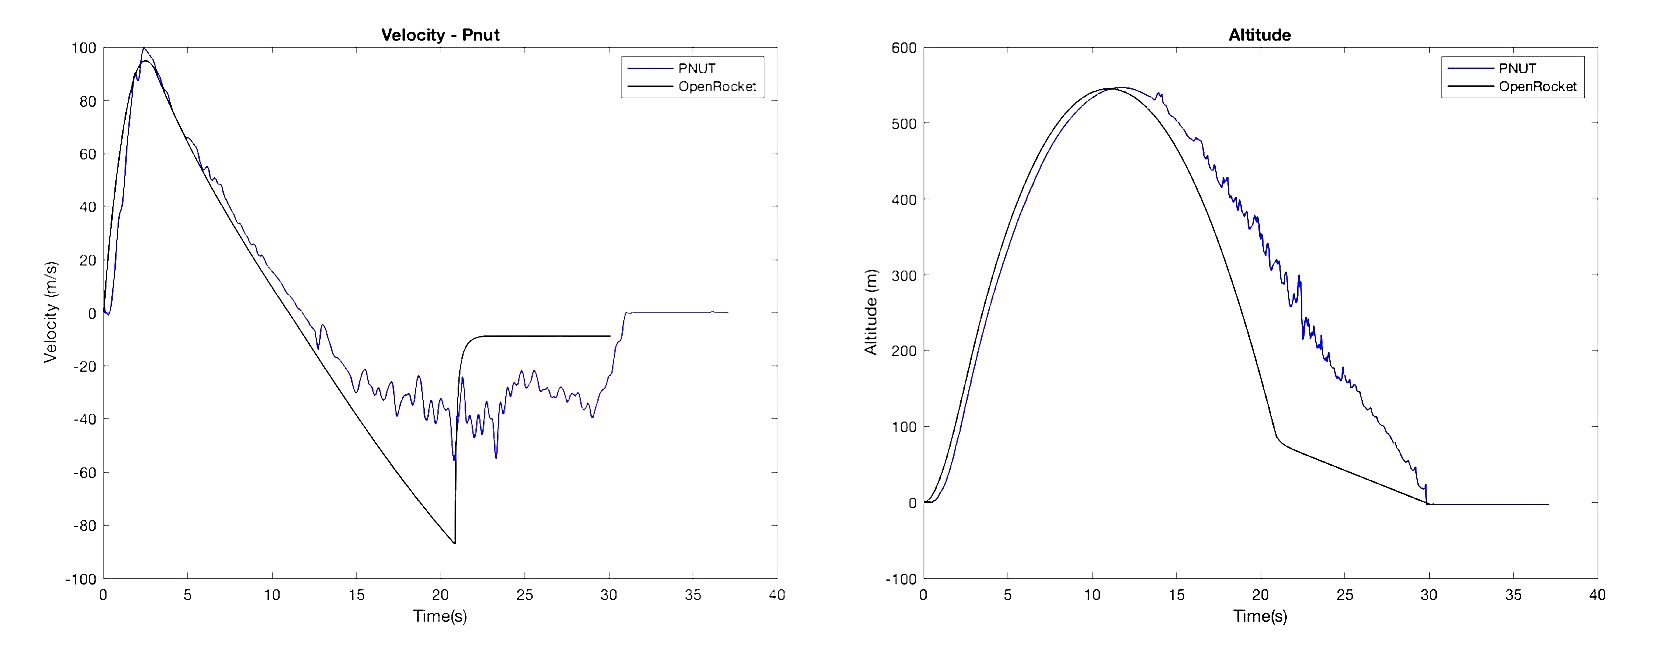 Velocity - Pnut
100
80
60
40
20
0
-20
-40
-60
-80
-100
0 5 10 15 20 25 30 35 40
Velocity (m/s)
Time(s)
PNUT
OpenRocket
Altitude
600
500
400
300
200
100
0
-100
0 5 10 15 20 25 30 35 40
Altitude (m)
Time(s)
PNUT
OpenRocket